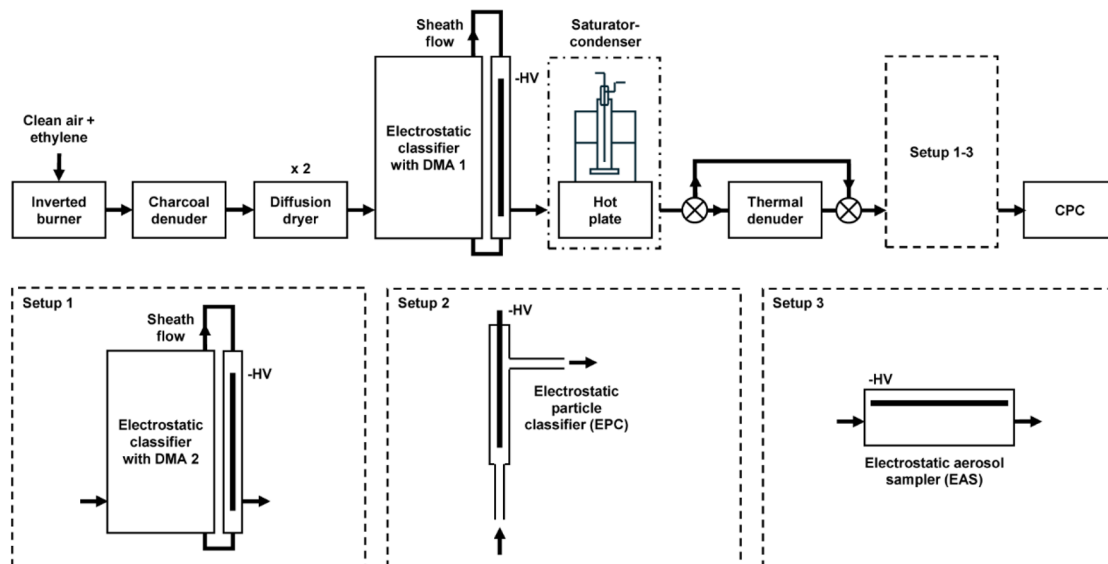 Sheath
flow
-HV
Saturator-
condenser
Clean air +
ethylene
Inverted
burner
Charcoal
denuder
x 2
Diffusion
dryer
Electrostatic
classifier
with DMA 1
Hot
plate
Thermal
denuder
Setup 1-3
CPC
Setup 1
Sheath
flow
-HV
Electrostatic
classifier
with DMA 2
Setup 2
-HV
Electrostatic
particle
classifier (EPC)
Setup 3
-HV
Electrostatic aerosol
sampler (EAS)